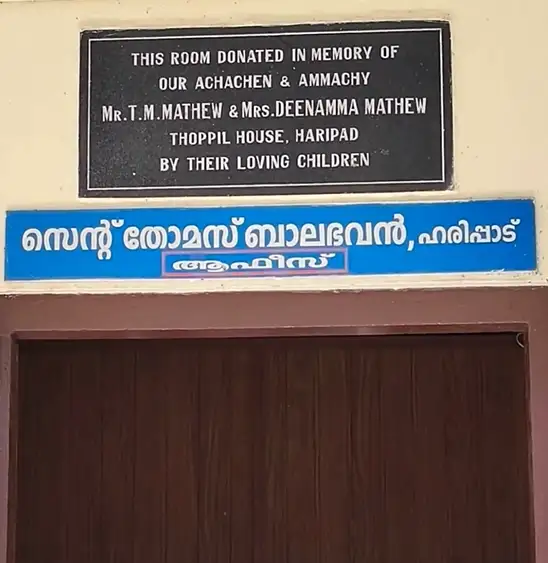 THIS ROOM DONATED IN MEMORY OF
OUR ACHACHEN & AMMACHY
MR. T.M. MATHEW & MRS. DEENAMMA MATHEW
THOPPIL HOUSE, HARIPAD
BY THEIR LOVING CHILDREN
സെന്റ് തോമസ് ബാലഭവൻ, ഹരിപ്പാട്
ആഫീസ്